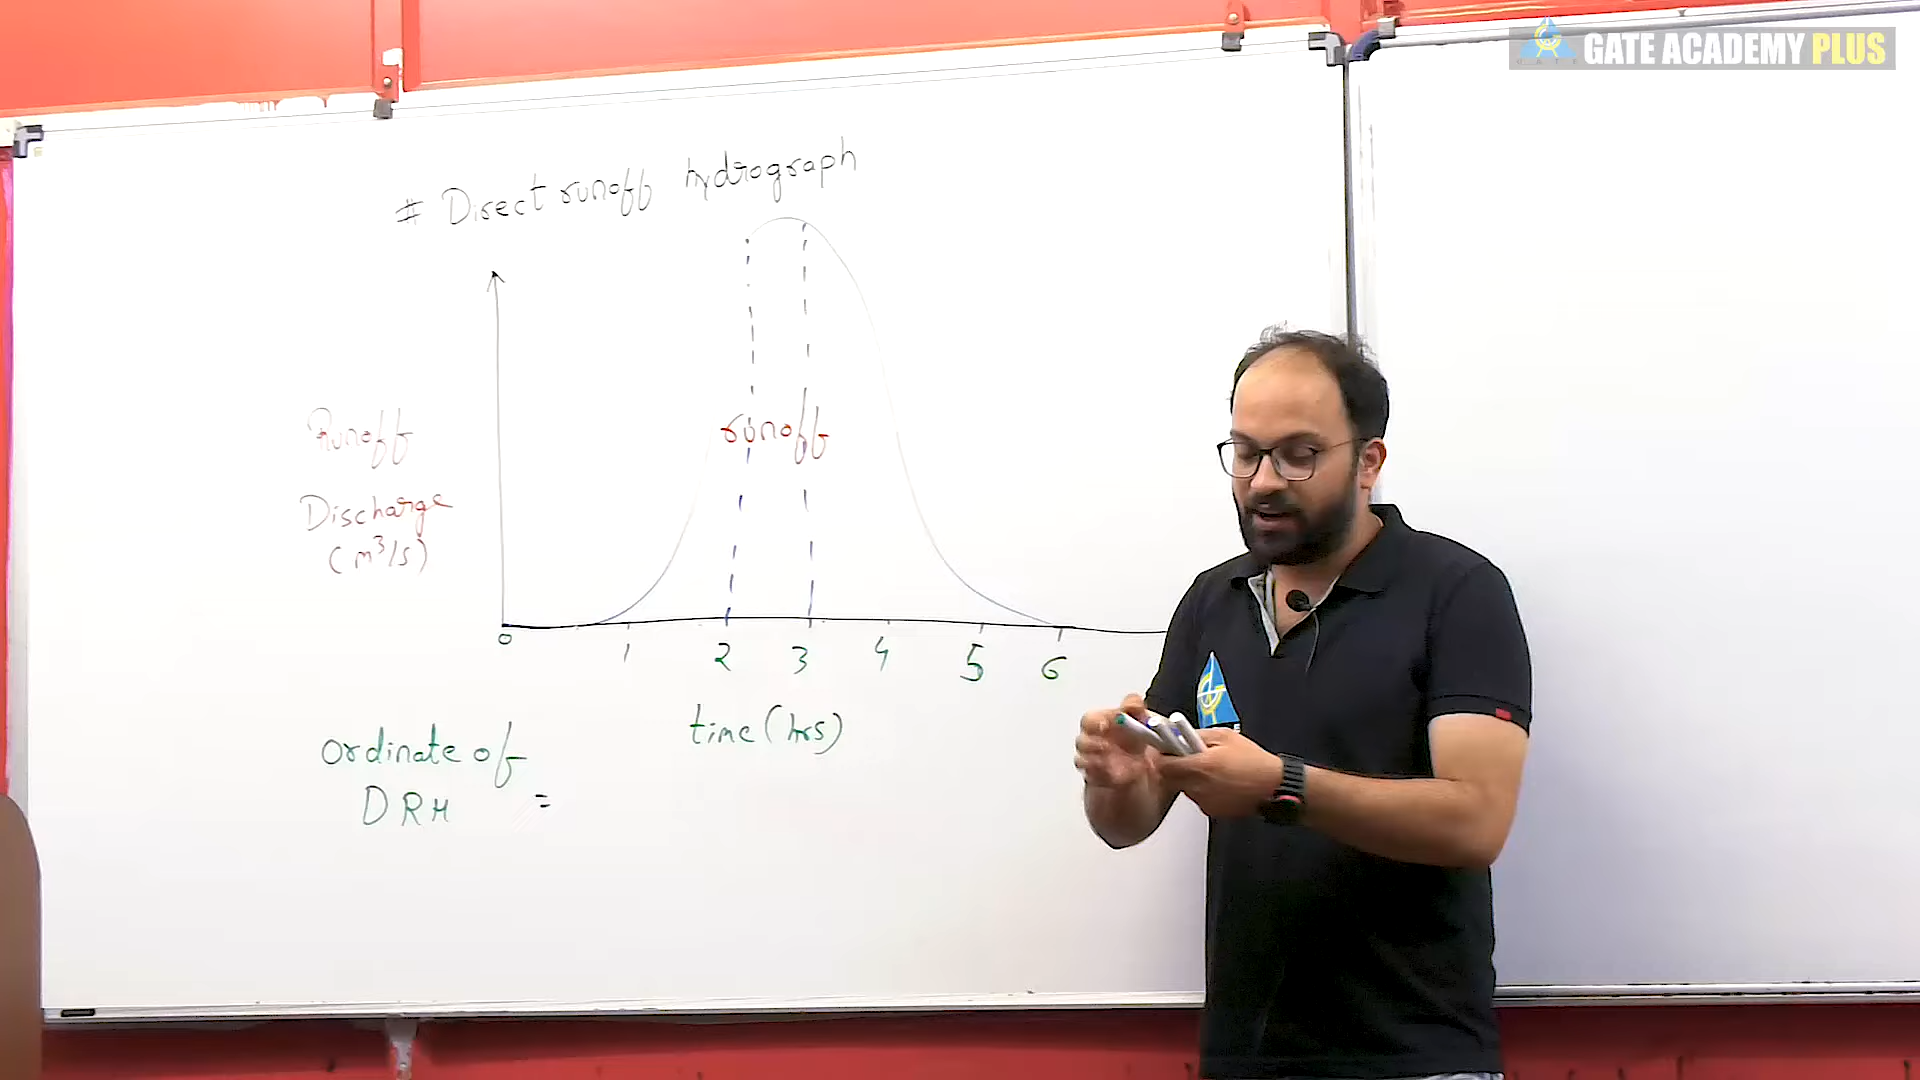 GATE ACADEMY PLUS
# Direct runoff hydrograph
Runoff
Discharge
(m³/s)
runoff
0 1 2 3 4 5 6
time (hrs)
Ordinate of
DRH =